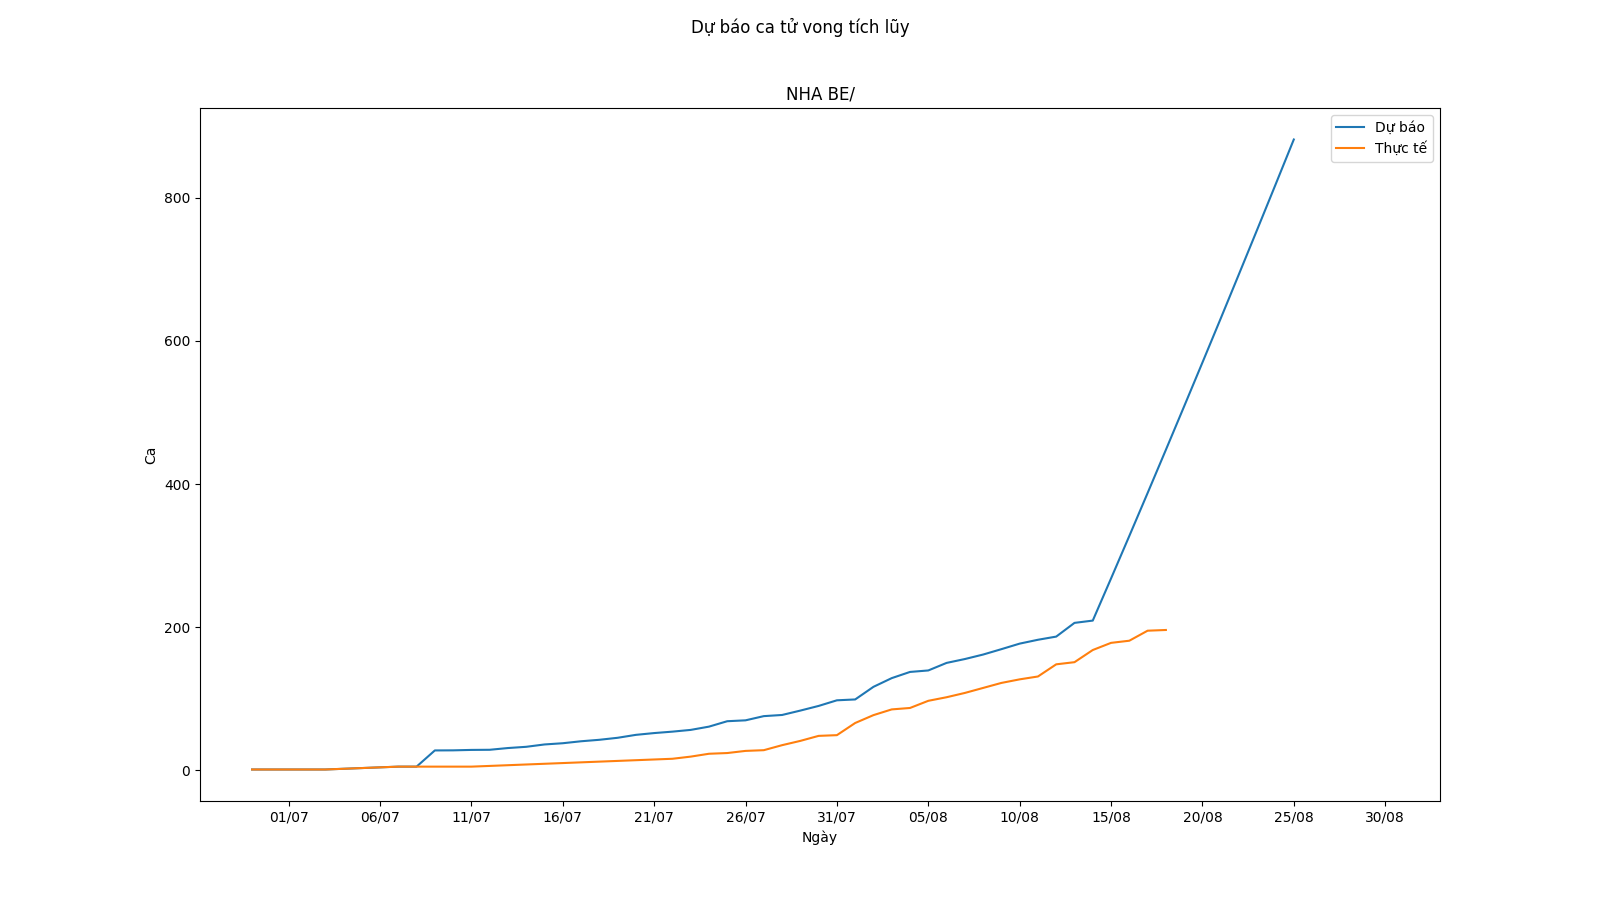 Dự báo ca tử vong tích lũy
NHA BE/
Dự báo
Thực tế
800
600
400
200
0
Ca
01/07 06/07 11/07 16/07 21/07 26/07 31/07 05/08 10/08 15/08 20/08 25/08 30/08
Ngày